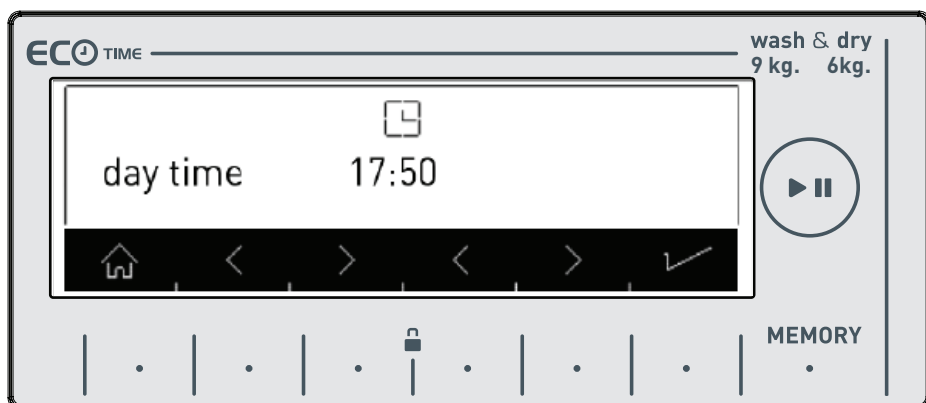 ECO TIME
wash & dry
9 kg. 6kg.
day time 17:50
MEMORY